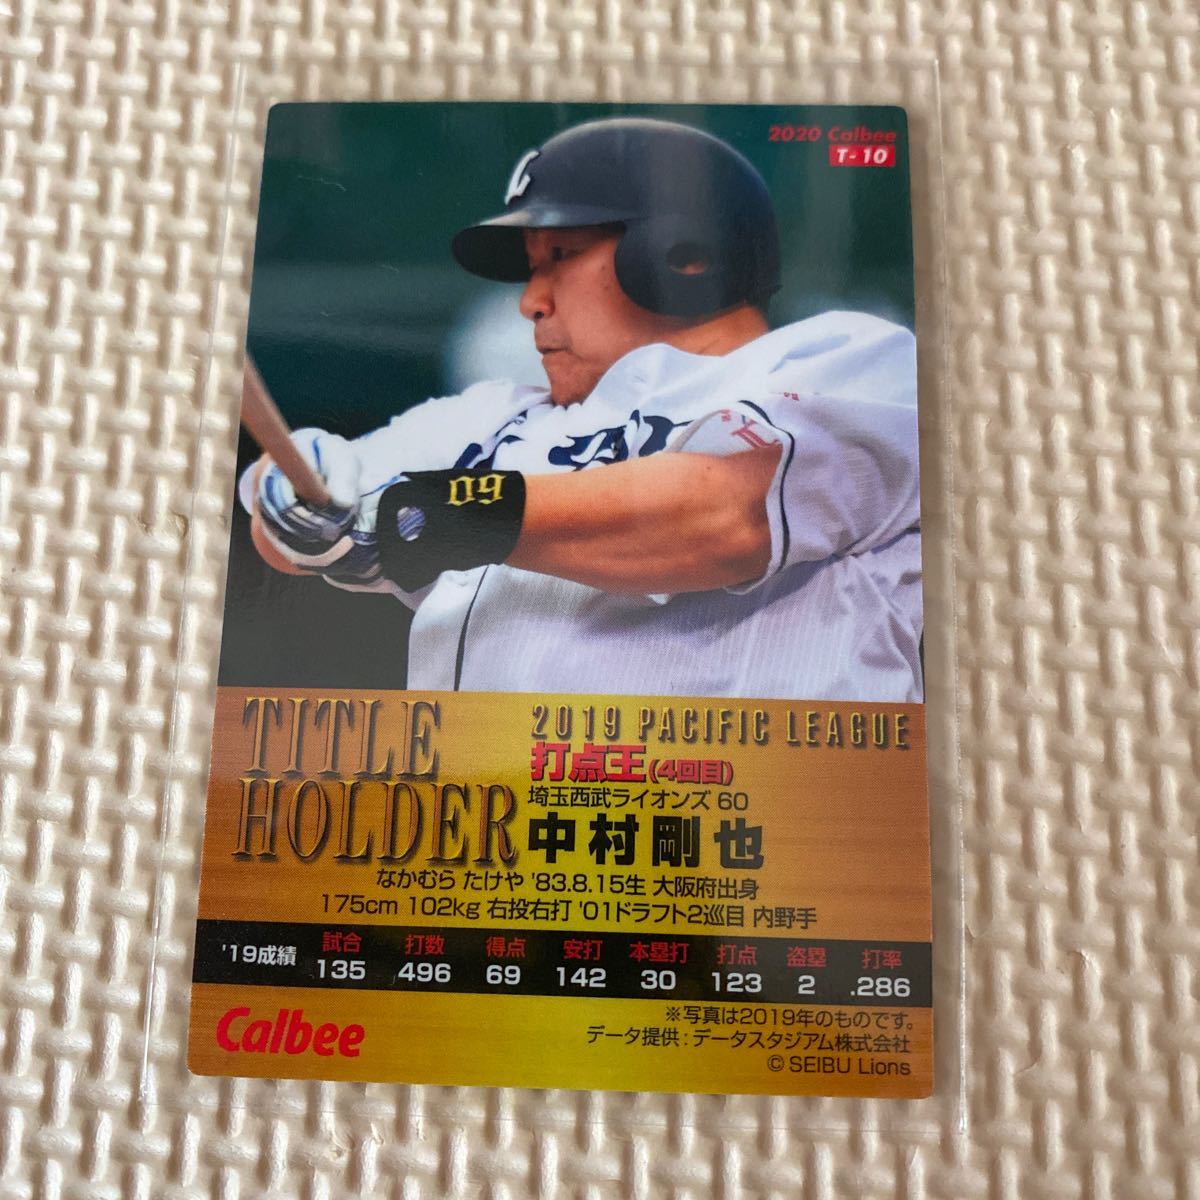 2020 Calbee
T-10
L
60
TITLE
HOLDER
2019 PACIFIC LEAGUE
打点王(4回目)
埼玉西武ライオンズ 60
中村剛也
なかむら たけや '83.8.15生 大阪府出身
175cm 102kg 右投右打 '01ドラフト2巡目 内野手
'19成績 試合 打数 得点 安打 本塁打 打点 盗塁 打率
135 496 69 142 30 123 2 .286
Calbee
※写真は2019年のものです。
データ提供:データスタジアム株式会社
© SEIBU Lions